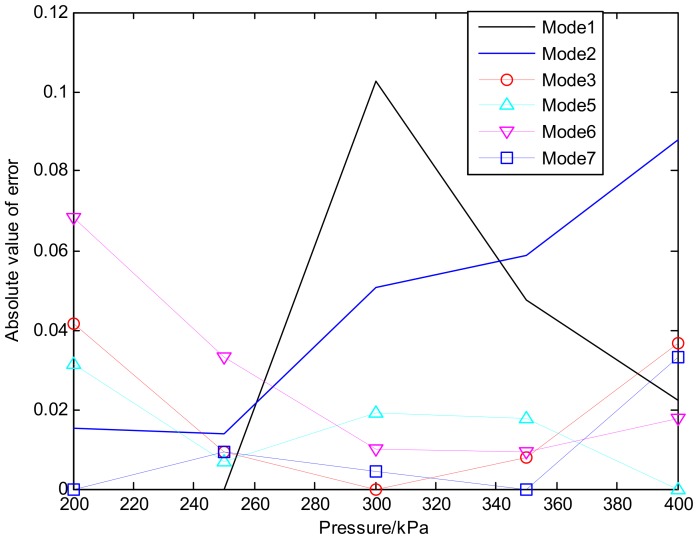 0.12
0.1
0.08
0.06
0.04
0.02
0
200 220 240 260 280 300 320 340 360 380 400
Absolute value of error
Pressure/kPa
Mode1
Mode2
Mode3
Mode5
Mode6
Mode7